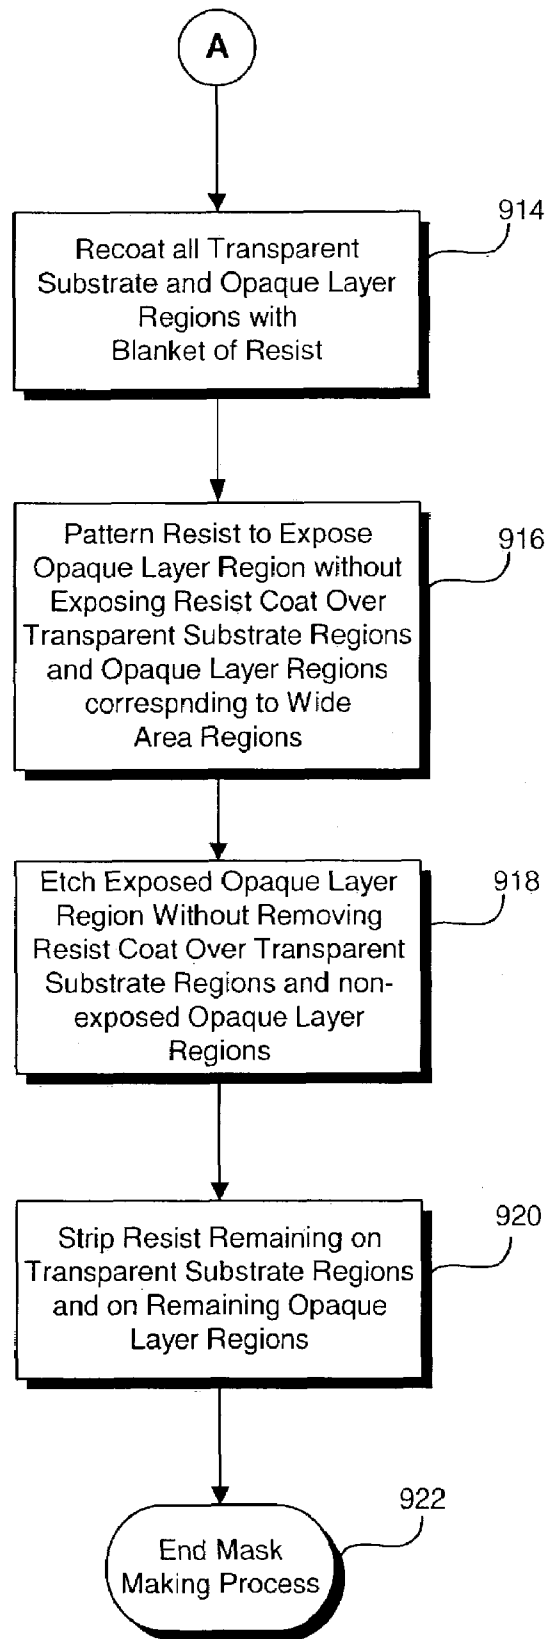 A
914
Recoat all Transparent
Substrate and Opaque Layer
Regions with
Blanket of Resist
916
Pattern Resist to Expose
Opaque Layer Region without
Exposing Resist Coat Over
Transparent Substrate Regions
and Opaque Layer Regions
correspnding to Wide
Area Regions
918
Etch Exposed Opaque Layer
Region Without Removing
Resist Coat Over Transparent
Substrate Regions and non-
exposed Opaque Layer
Regions
920
Strip Resist Remaining on
Transparent Substrate Regions
and on Remaining Opaque
Layer Regions
922
End Mask
Making Process